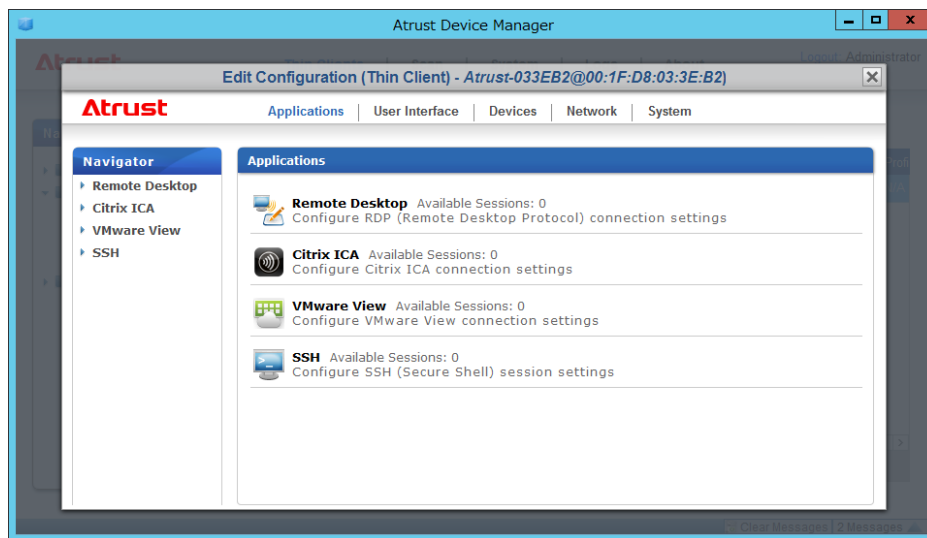 Atrust Device Manager
Logout Administrator
Edit Configuration (Thin Client) - Atrust-033EB2@00:1F:D8:03:3E:B2)
Atrust
Applications | User Interface | Devices | Network | System
Navigator
Remote Desktop
Citrix ICA
VMware View
SSH
Applications
Remote Desktop Available Sessions: 0
Configure RDP (Remote Desktop Protocol) connection settings
Citrix ICA Available Sessions: 0
Configure Citrix ICA connection settings
VMware View Available Sessions: 0
Configure VMware View connection settings
SSH Available Sessions: 0
Configure SSH (Secure Shell) session settings
Clear Messages 2 Messages